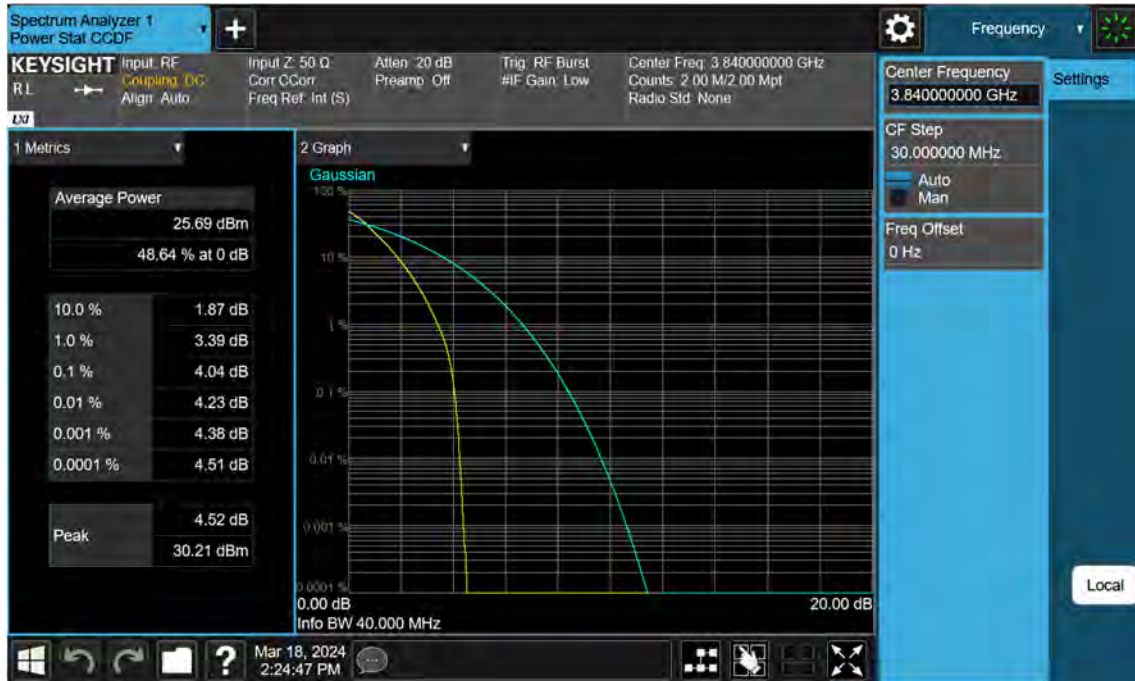 Spectrum Analyzer 1
Power Stat CCDF
Frequency
KEYSIGHT
RL
LXI
Input: RF
Coupling: DC
Align: Auto
Input Z: 50 Ω
Corr CCorr
Freq Ref: Int (S)
Atten: 20 dB
Preamp: Off
Trig: RF Burst
#IF Gain: Low
Center Freq: 3.840000000 GHz
Counts: 2.00 M/2.00 Mpt
Radio Std: None
Center Frequency
3.840000000 GHz
Settings
CF Step
30.000000 MHz
Auto
Man
Freq Offset
0 Hz
Local
1 Metrics
Average Power
25.69 dBm
48.64 % at 0 dB
10.0 % 1.87 dB
1.0 % 3.39 dB
0.1 % 4.04 dB
0.01 % 4.23 dB
0.001 % 4.38 dB
0.0001 % 4.51 dB
Peak
4.52 dB
30.21 dBm
2 Graph
Gaussian
100 %
10 %
1 %
0.1 %
0.01 %
0.001 %
0.0001 %
0.00 dB 20.00 dB
Info BW 40.000 MHz
Mar 18, 2024
2:24:47 PM